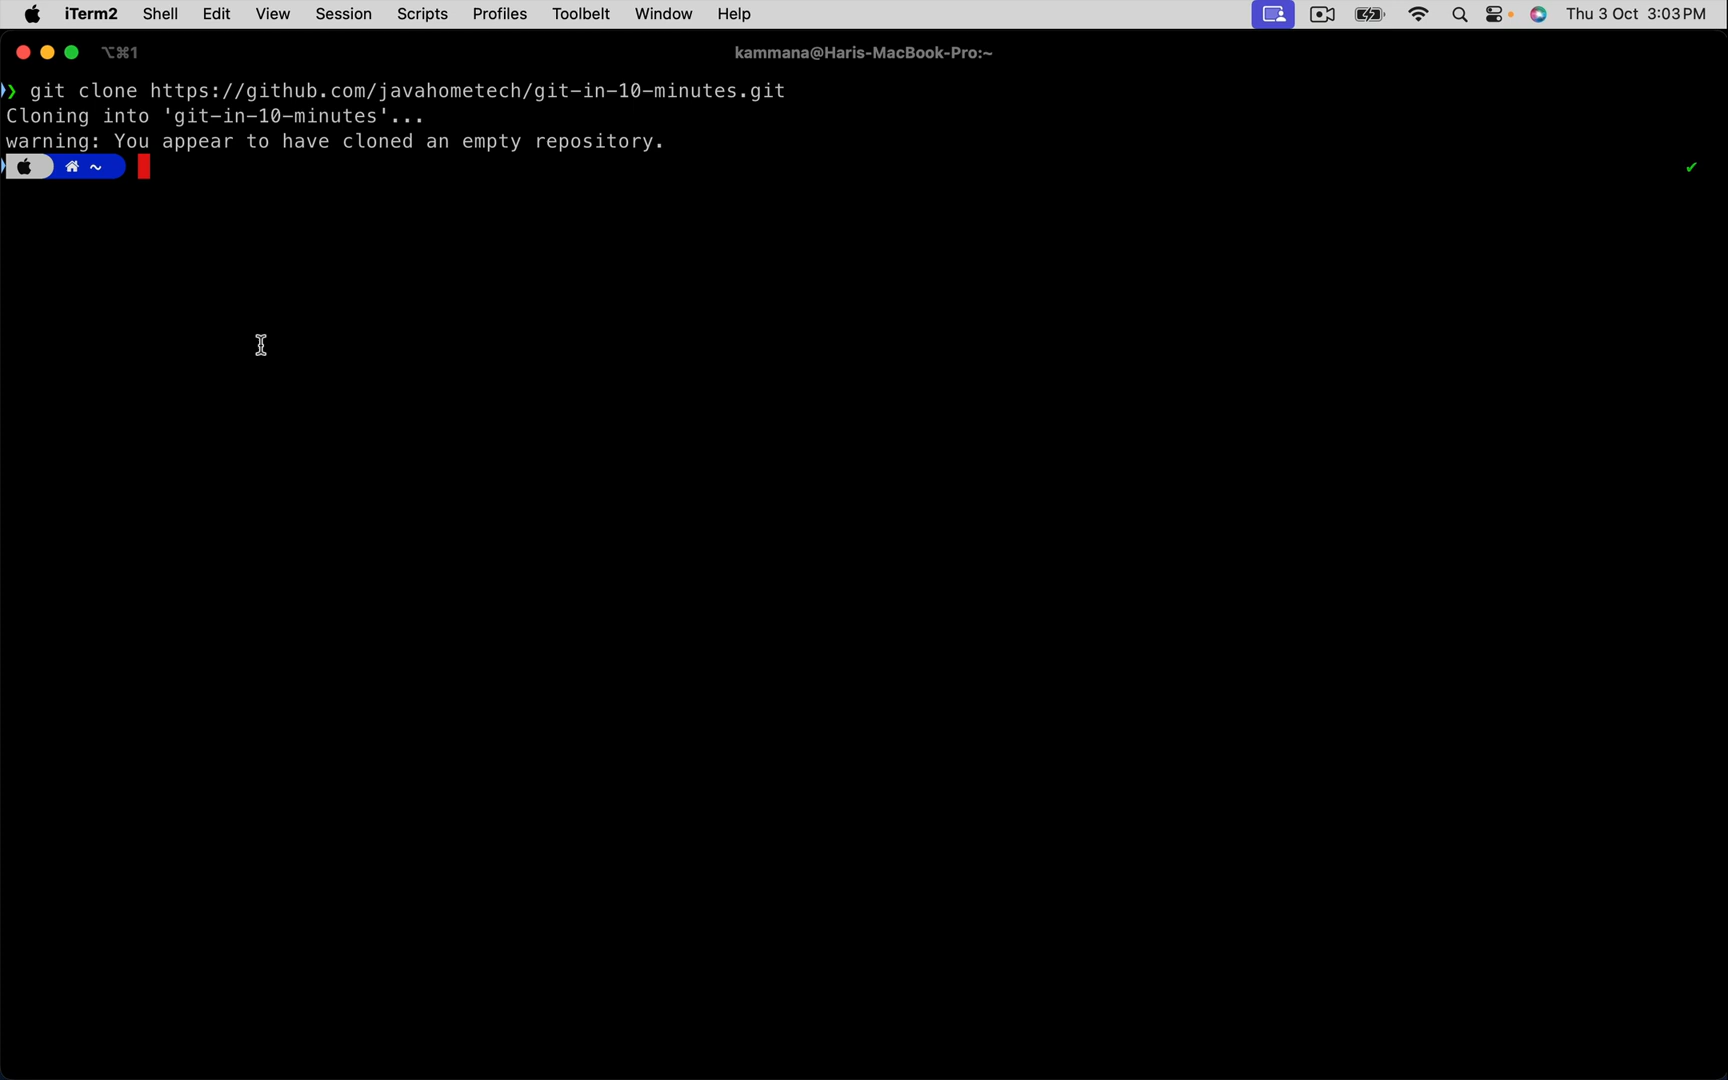 iTerm2 Shell Edit View Session Scripts Profiles Toolbelt Window Help Thu 3 Oct 3:03 PM
⌥⌘1 kammana@Haris-MacBook-Pro:~
❯ git clone https://github.com/javahometech/git-in-10-minutes.git
Cloning into 'git-in-10-minutes'...
warning: You appear to have cloned an empty repository.
~ ✔